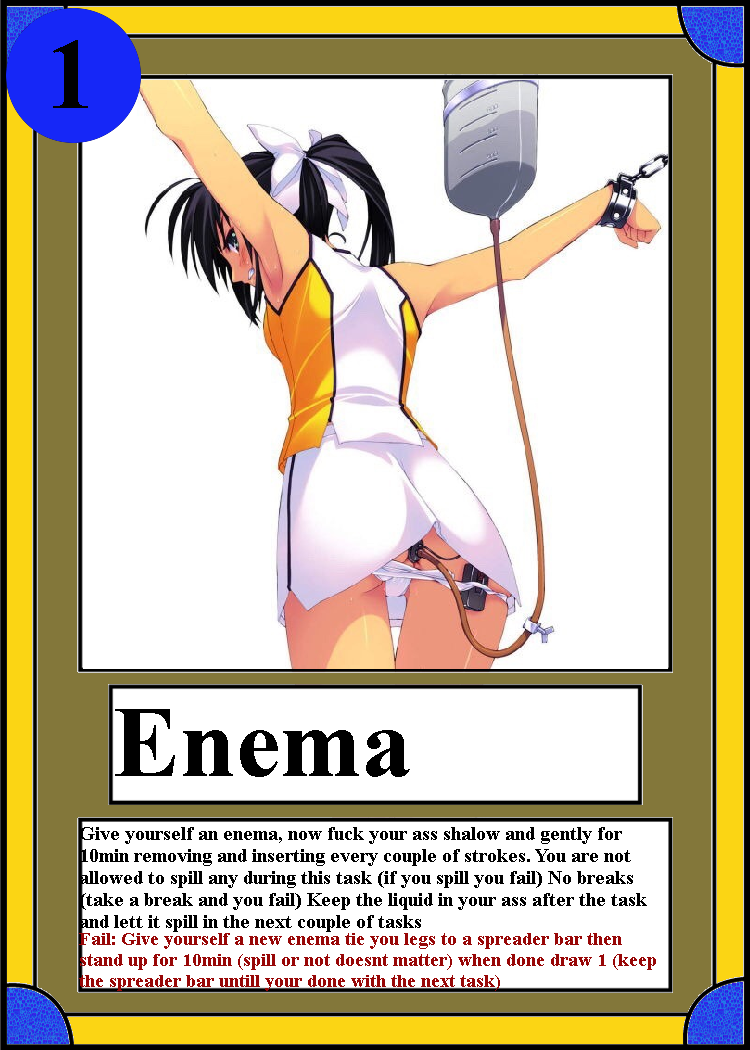 1
Enema
Give yourself an enema, now fuck your ass shalow and gently for
10min removing and inserting every couple of strokes. You are not
allowed to spill any during this task (if you spill you fail) No breaks
(take a break and you fail) Keep the liquid in your ass after the task
and lett it spill in the next couple of tasks
Fail: Give yourself a new enema tie you legs to a spreader bar then
stand up for 10min (spill or not doesnt matter) when done draw 1 (keep
the spreader bar untill your done with the next task)